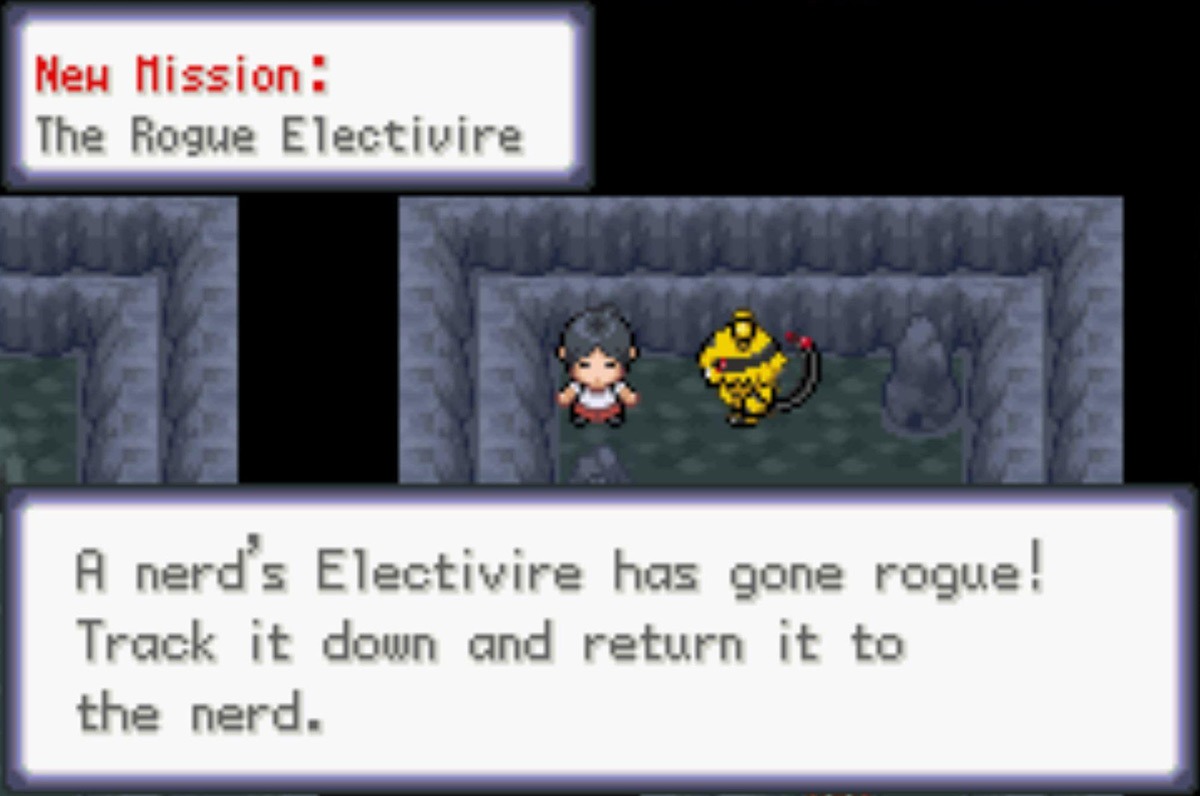 New Mission:
The Rogue Electivire
A nerd's Electivire has gone rogue!
Track it down and return it to
the nerd.